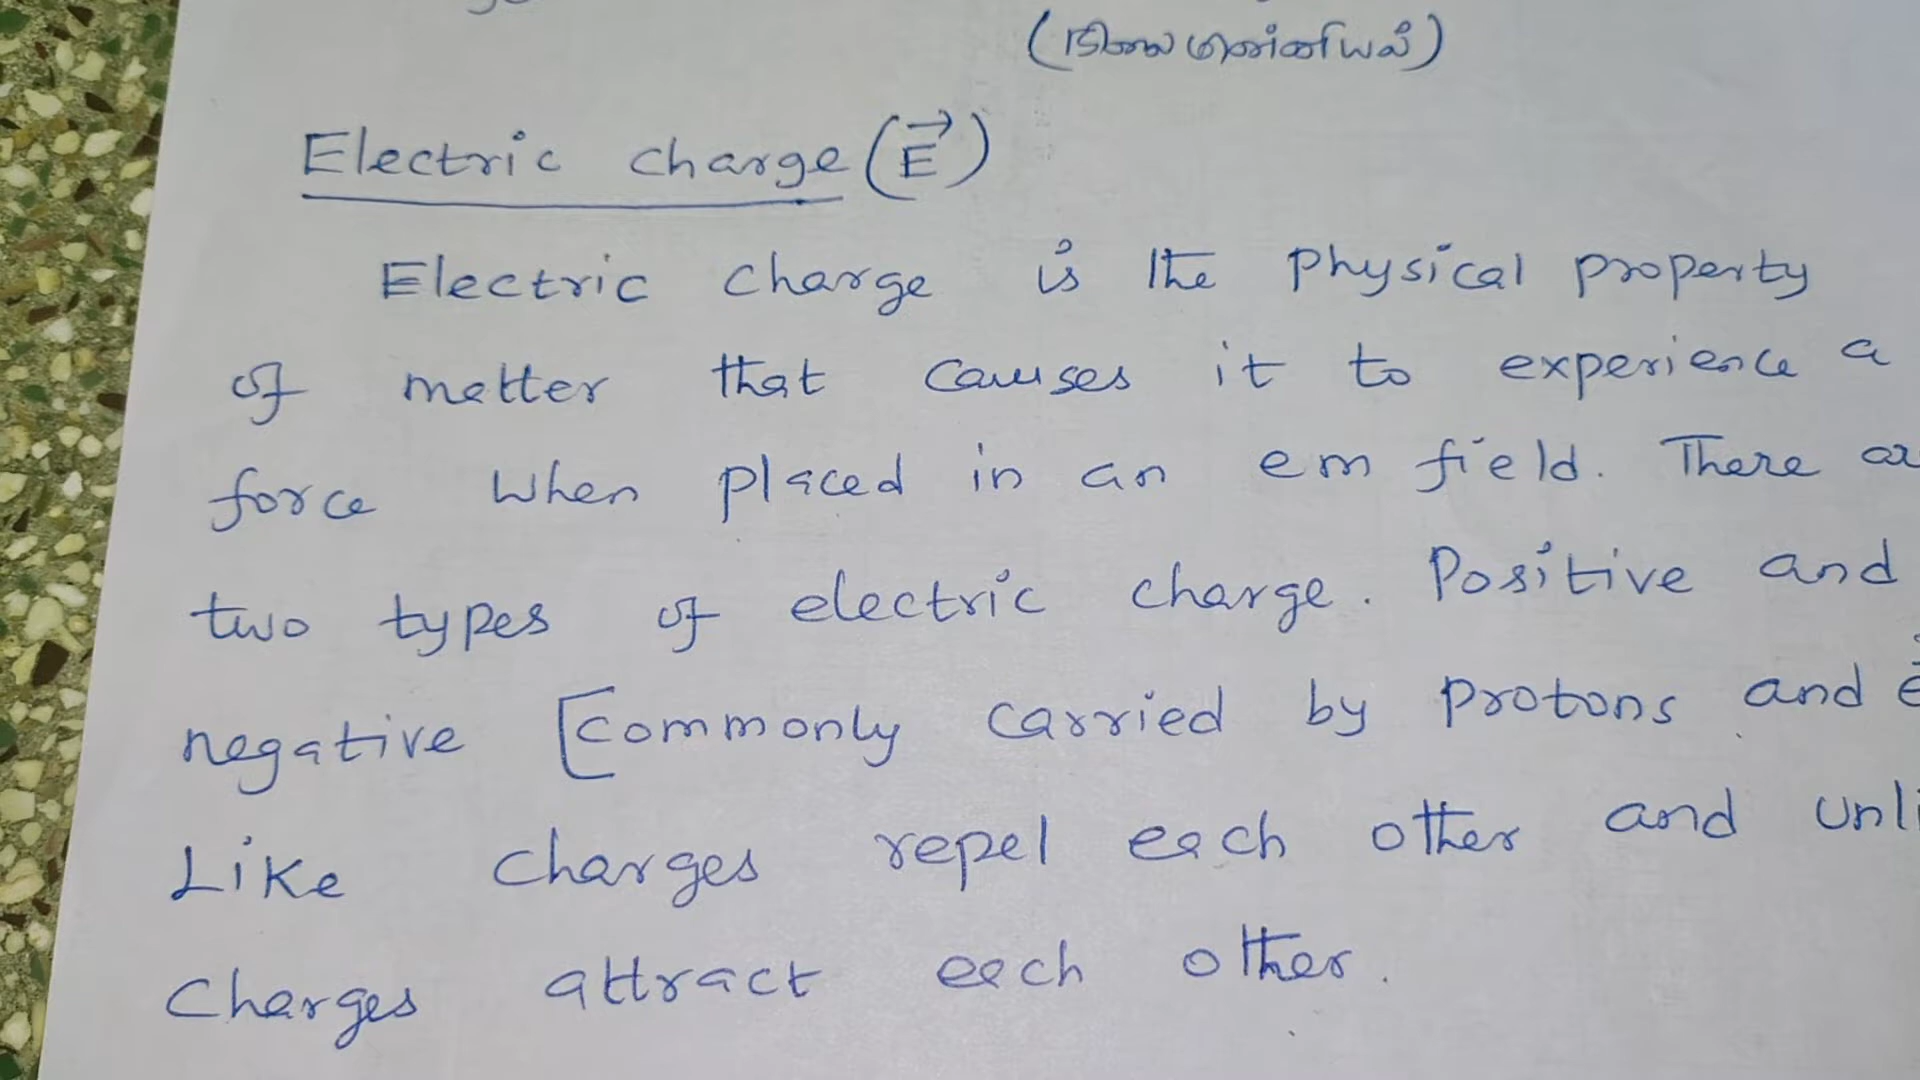 (நிலை மின்னியல்)
Electric charge (E⃗)
Electric charge is the physical property
of matter that causes it to experience a
force when placed in an em field. There
two types of electric charge. Positive and
negative [commonly carried by protons and
Like charges repel each other and
charges attract each other.